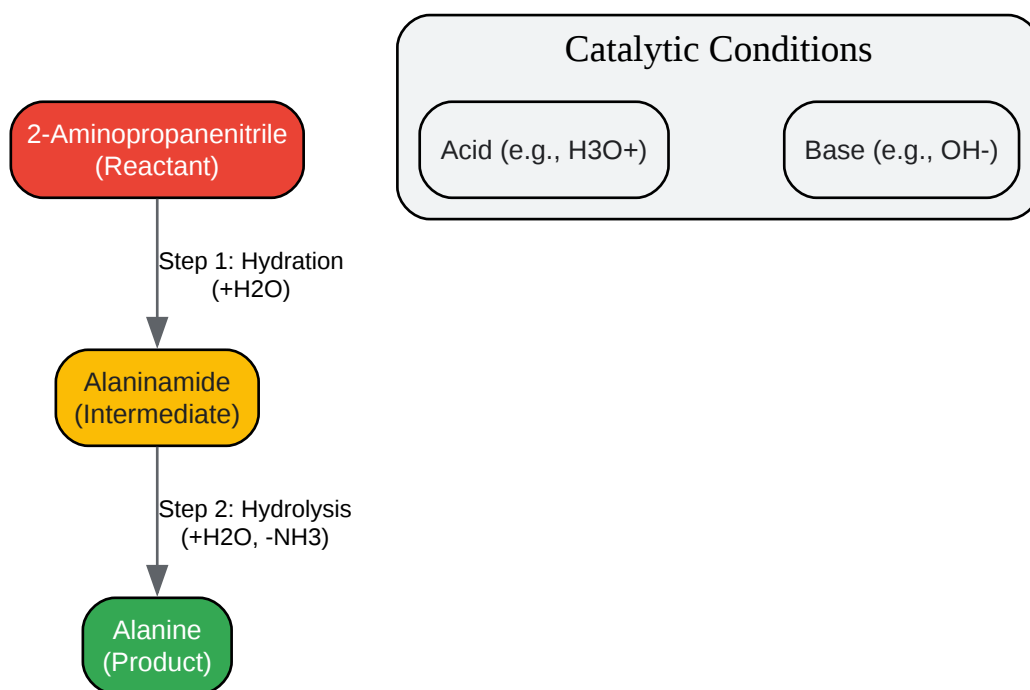 Catalytic Conditions
2-Aminopropanenitrile
(Reactant)
Acid (e.g., H3O+)
Base (e.g., OH-)
Step 1: Hydration
(+H2O)
Alaninamide
(Intermediate)
Step 2: Hydrolysis
(+H2O, -NH3)
Alanine
(Product)